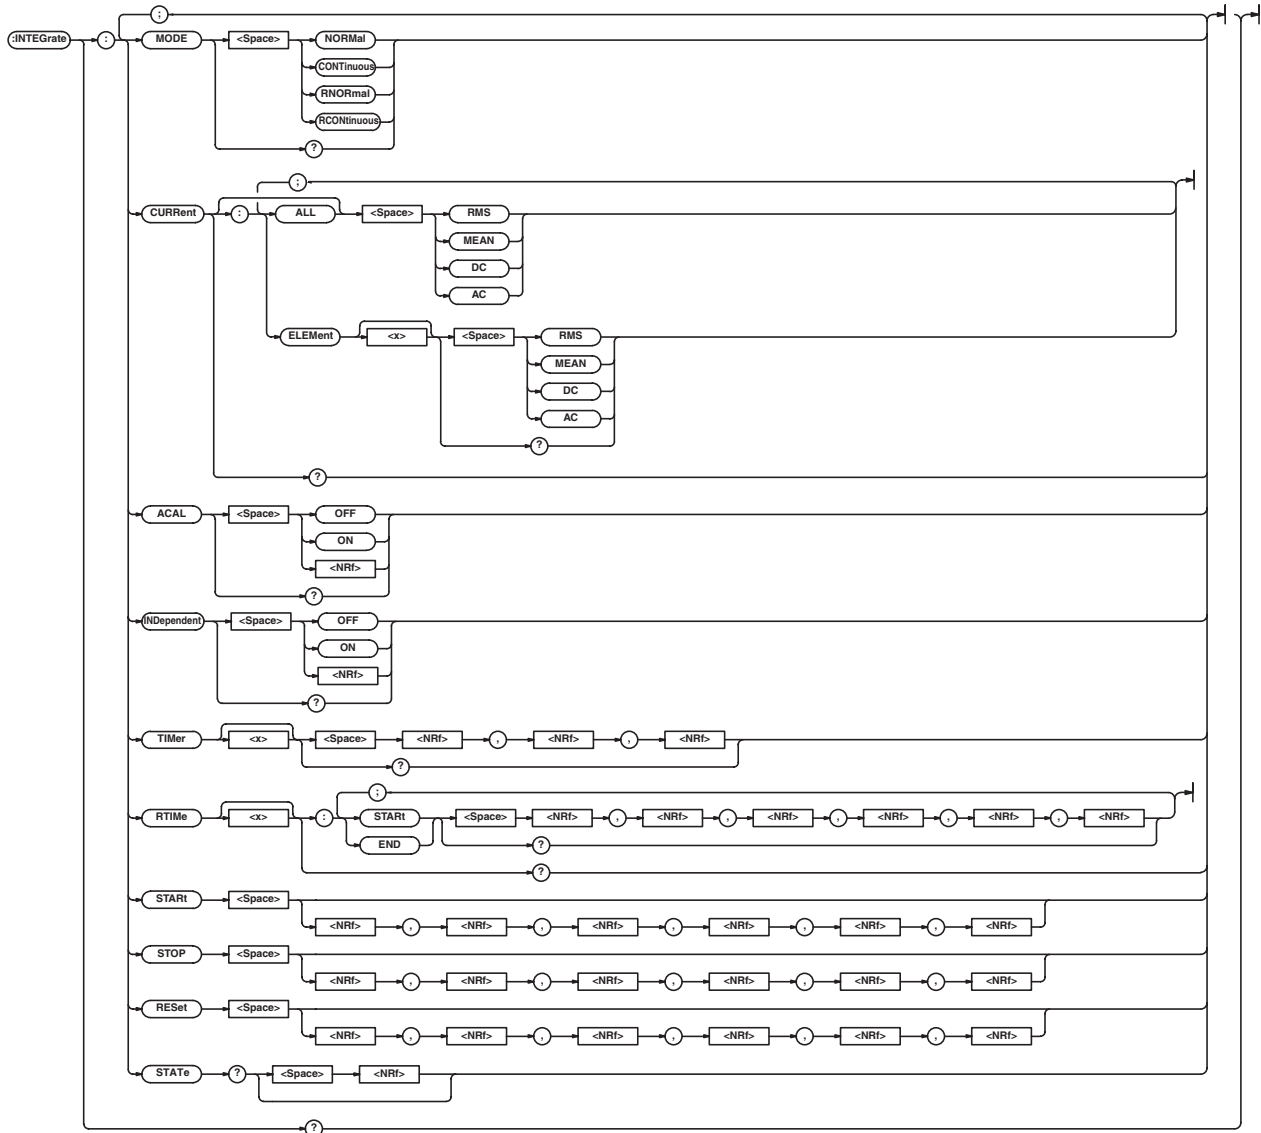 ;
:INTEGrate : MODE <Space> NORMal
CONTinuous
RNORmal
RCONtinuous
?
;
CURRent : ALL <Space> RMS
MEAN
DC
AC
ELEMent <x> <Space> RMS
MEAN
DC
AC
?
?
ACAL <Space> OFF
ON
<NRf>
?
INDependent <Space> OFF
ON
<NRf>
?
TIMer <x> <Space> <NRf> , <NRf> , <NRf>
?
;
RTIMe <x> : STARt <Space> <NRf> , <NRf> , <NRf> , <NRf> , <NRf> , <NRf>
END ?
?
STARt <Space>
<NRf> , <NRf> , <NRf> , <NRf> , <NRf> , <NRf>
STOP <Space>
<NRf> , <NRf> , <NRf> , <NRf> , <NRf> , <NRf>
RESet <Space>
<NRf> , <NRf> , <NRf> , <NRf> , <NRf> , <NRf>
STATe ? <Space> <NRf>
?